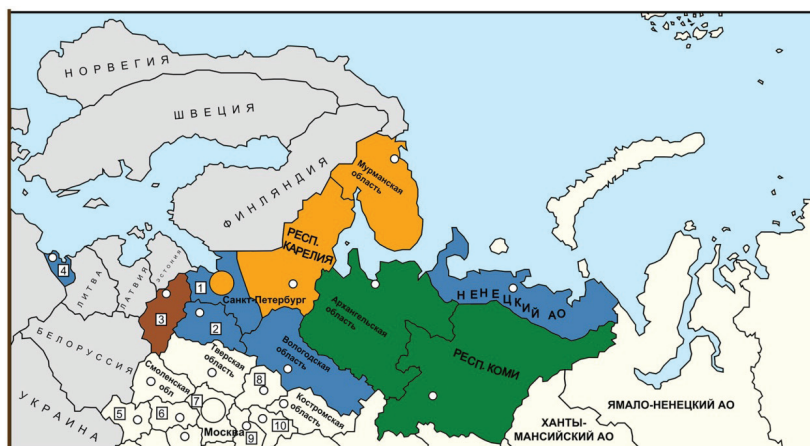 НОРВЕГИЯ
ШВЕЦИЯ
ФИНЛЯНДИЯ
Мурманская
область
РЕСП.
КАРЕЛИЯ
ЭСТОНИЯ
ЛАТВИЯ
ЛИТВА
4
1
Санкт-Петербург
3
2
Архангельская
область
НЕНЕЦКИЙ АО
БЕЛОРУССИЯ
Вологодская
область
РЕСП. КОМИ
Тверская
область
Смоленская
обл
8
7
Костромская
область
5
6
Москва
9
10
УКРАИНА
ЯМАЛО-НЕНЕЦКИЙ АО
ХАНТЫ-
МАНСИЙСКИЙ АО